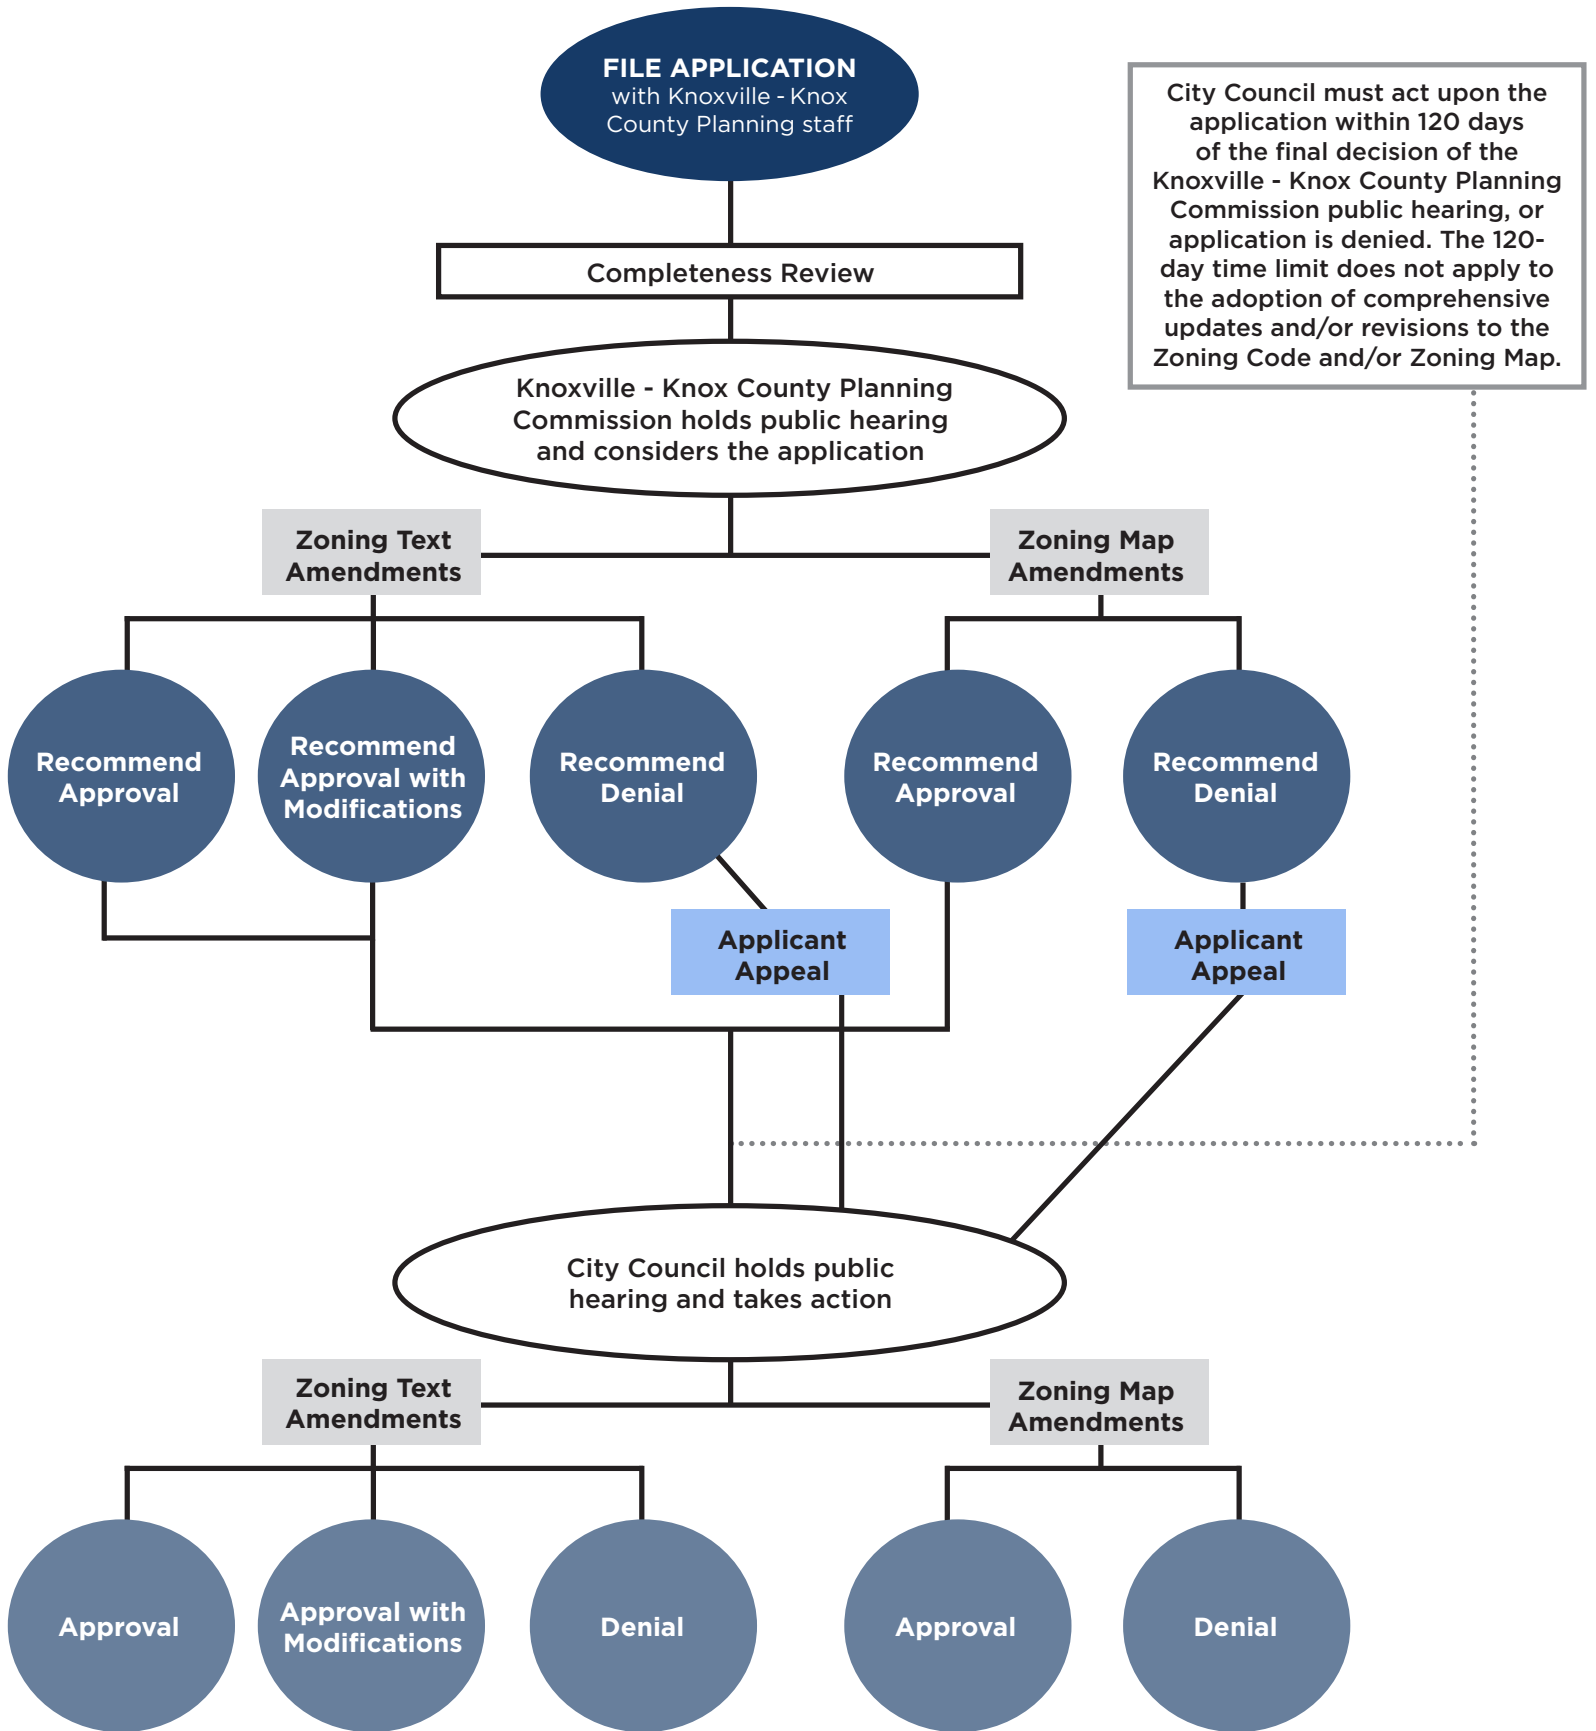 FILE APPLICATION
with Knoxville - Knox
County Planning staff
City Council must act upon the
application within 120 days
of the final decision of the
Knoxville - Knox County Planning
Commission public hearing, or
application is denied. The 120-
day time limit does not apply to
the adoption of comprehensive
updates and/or revisions to the
Zoning Code and/or Zoning Map.
Completeness Review
Knoxville - Knox County Planning
Commission holds public hearing
and considers the application
Zoning Text
Amendments
Zoning Map
Amendments
Recommend
Approval
Recommend
Approval with
Modifications
Recommend
Denial
Recommend
Approval
Recommend
Denial
Applicant
Appeal
Applicant
Appeal
City Council holds public
hearing and takes action
Zoning Text
Amendments
Zoning Map
Amendments
Approval
Approval with
Modifications
Denial
Approval
Denial